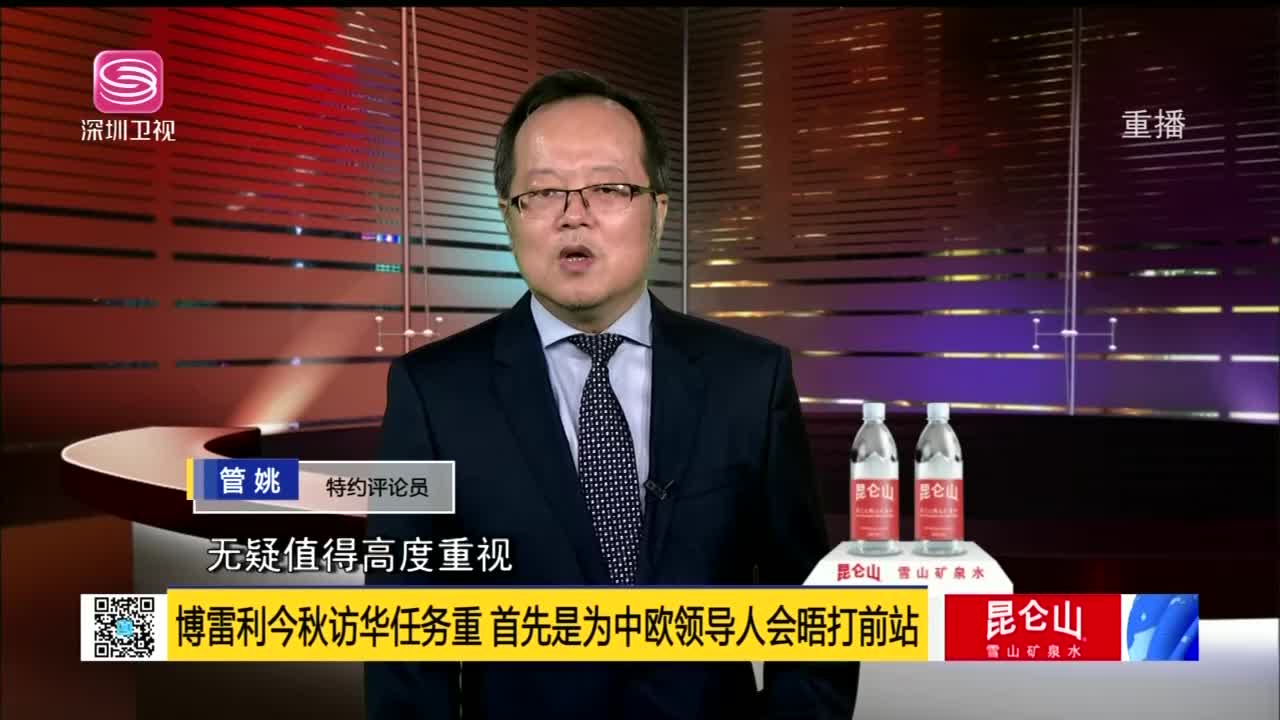 深圳卫视
重播
管姚
特约评论员
无疑值得高度重视
昆仑山
昆仑山
昆仑山 雪山矿泉水
博雷利今秋访华任务重 首先是为中欧领导人会晤打前站
昆仑山
雪山矿泉水